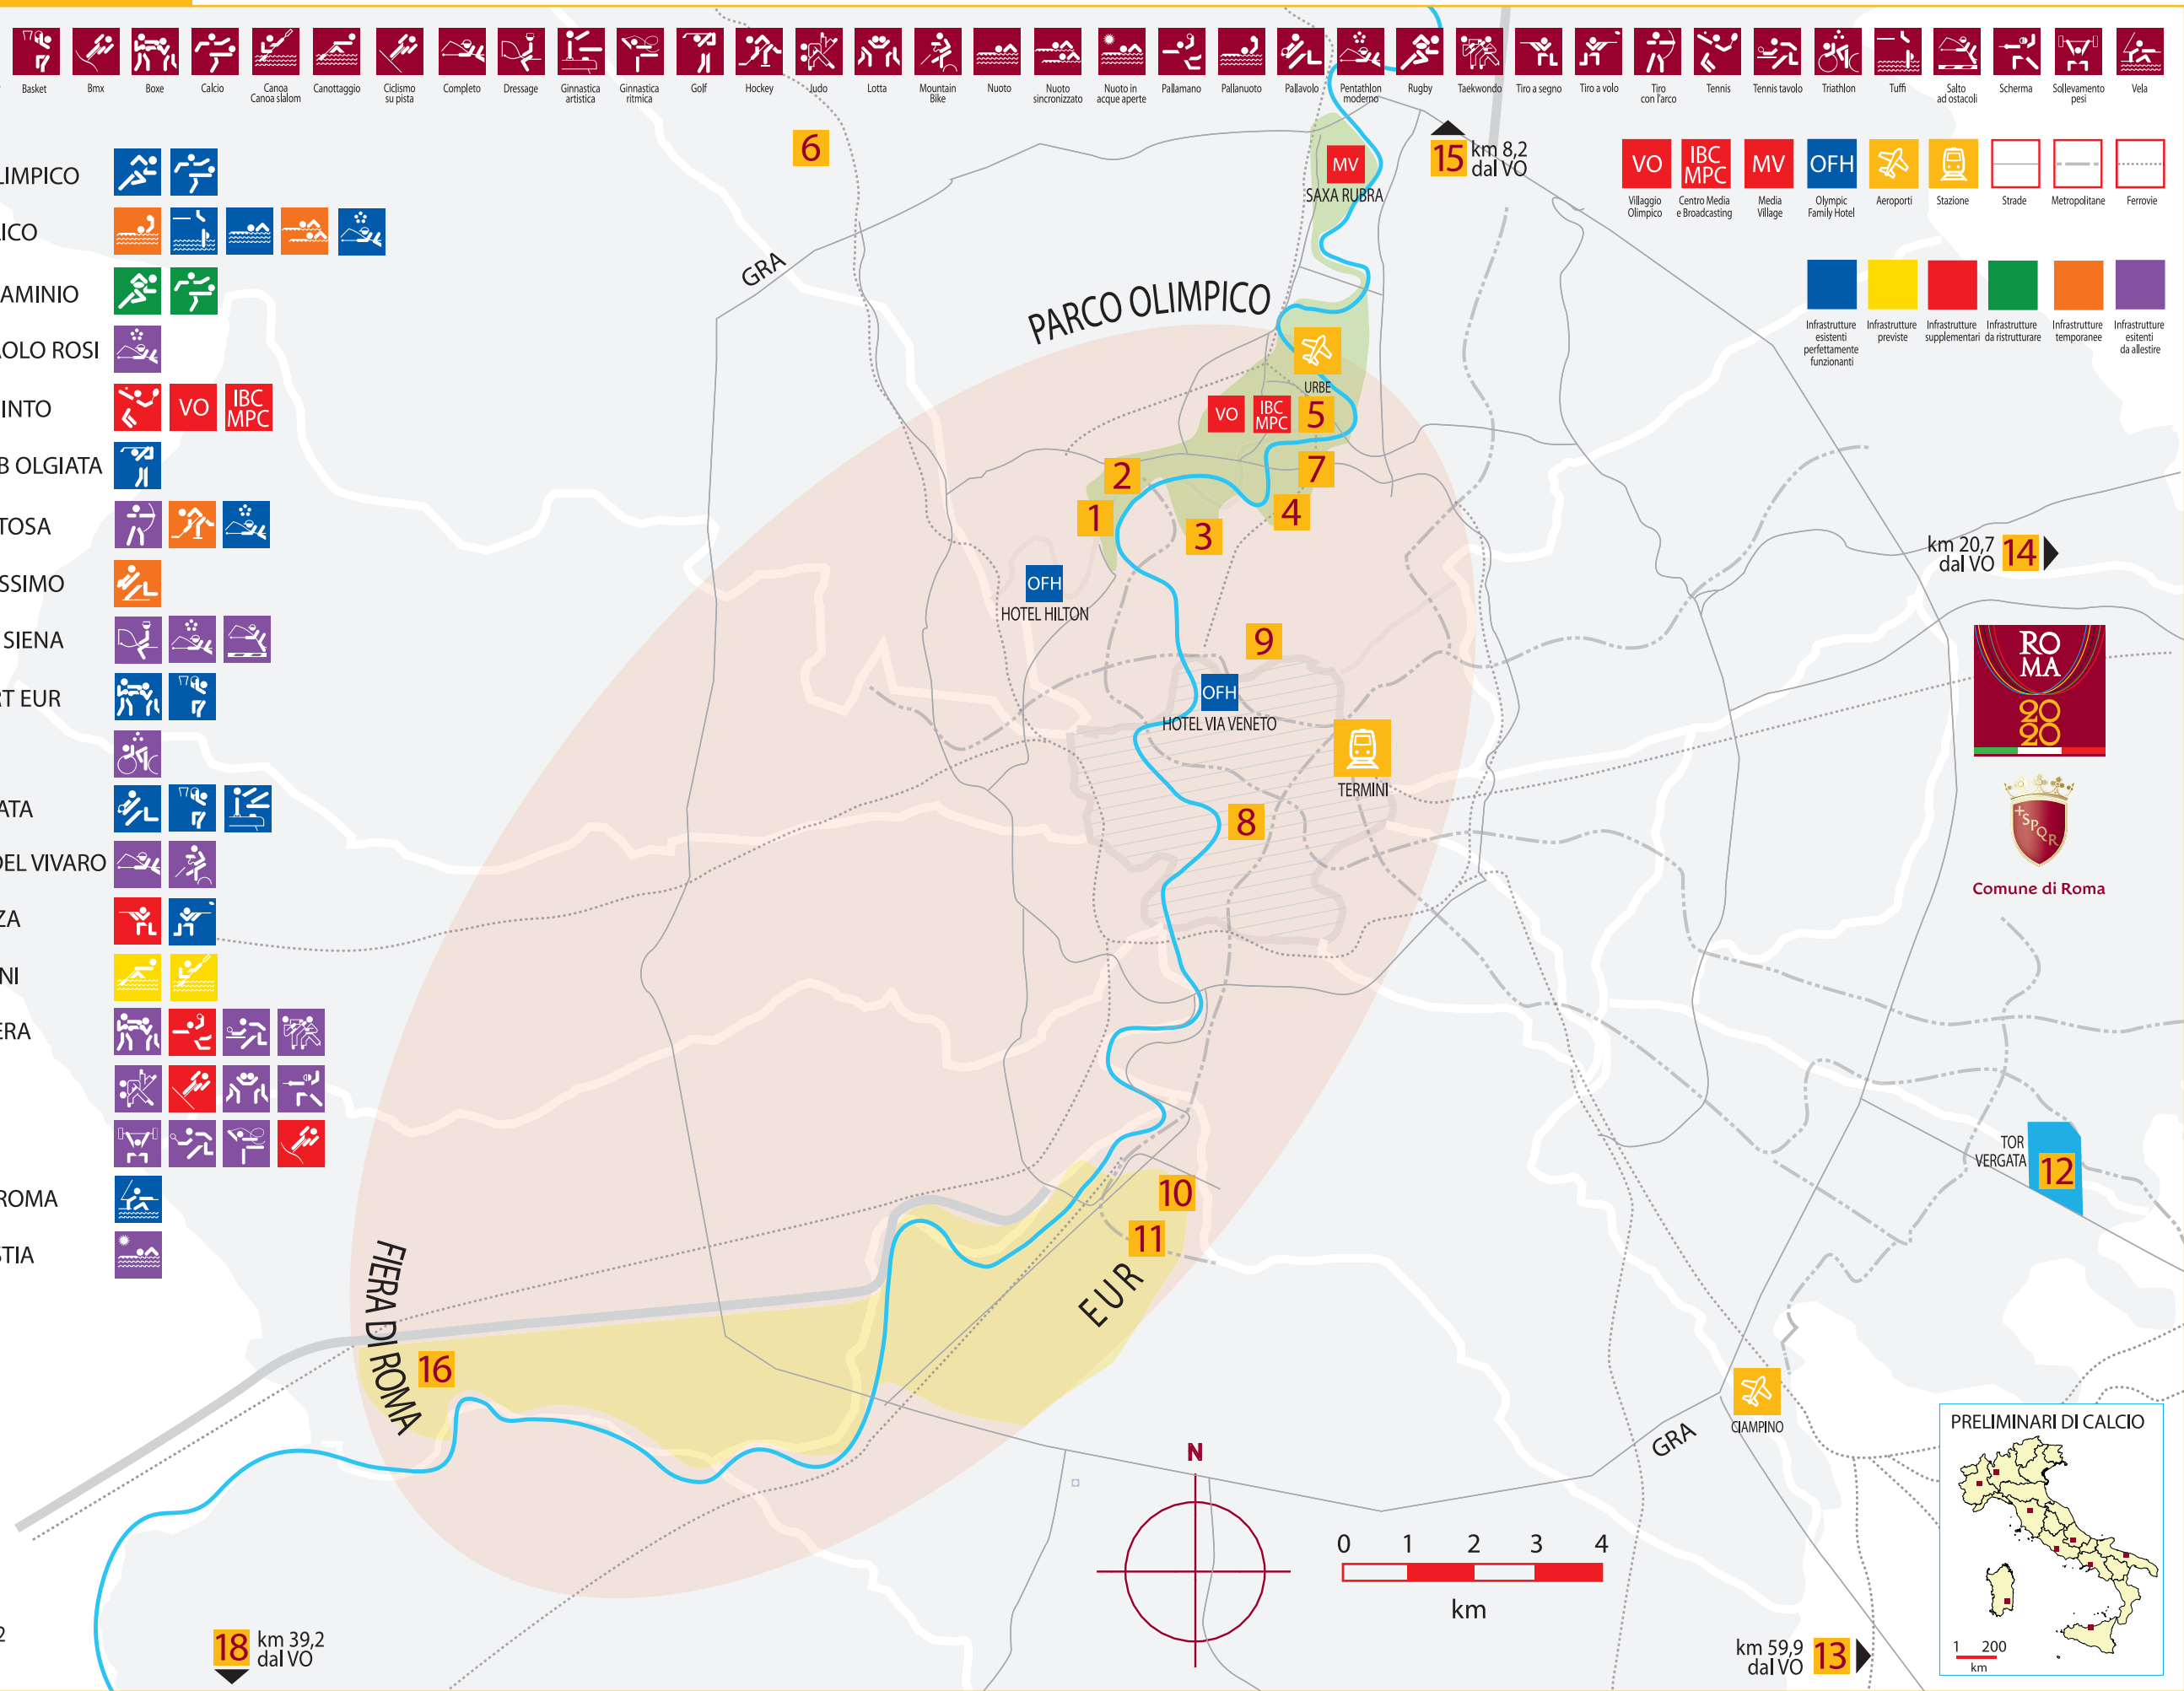 Basket
Bmx
Boxe
Calcio
Canoa
Canoa slalom
Canottaggio
Ciclismo
su pista
Completo
Dressage
Ginnastica
artistica
Ginnastica
ritmica
Golf
Hockey
Judo
Lotta
Mountain
Bike
Nuoto
Nuoto
sincronizzato
Nuoto in
acque aperte
Pallamano
Pallanuoto
Pallavolo
Pentathlon
moderno
Rugby
Taekwondo
Tiro a segno
Tiro a volo
Tiro
con l'arco
Tennis
Tennis tavolo
Triathlon
Tuffi
Salto
ad ostacoli
Scherma
Sollevamento
pesi
Vela
LIMPICO
ICO
AMINIO
AOLO ROSI
INTO
VO
IBC
MPC
B OLGIATA
TOSA
SSIMO
SIENA
RT EUR
ATA
DEL VIVARO
ZA
NI
ERA
ROMA
STIA
2
VO
Villaggio
Olimpico
IBC
MPC
Centro Media
e Broadcasting
MV
Media
Village
OFH
Olympic
Family Hotel
Aeroporti
Stazione
Strade
Metropolitane
Ferrovie
Infrastrutture
esistenti
perfettamente
funzionanti
Infrastrutture
previste
Infrastrutture
supplementari
Infrastrutture
da ristrutturare
Infrastrutture
temporanee
Infrastrutture
esitenti
da allestire
6
MV
SAXA RUBRA
15
km 8,2
dal VO
GRA
PARCO OLIMPICO
URBE
VO
IBC
MPC
5
2
7
1
3
4
OFH
HOTEL HILTON
km 20,7
dal VO
14
9
OFH
HOTEL VIA VENETO
TERMINI
8
RO
MA
20
20
SPQR
Comune di Roma
TOR
VERGATA
12
10
11
EUR
FIERA DI ROMA
16
CIAMPINO
GRA
N
0 1 2 3 4
km
18
km 39,2
dal VO
km 59,9
dal VO
13
PRELIMINARI DI CALCIO
1 200
km